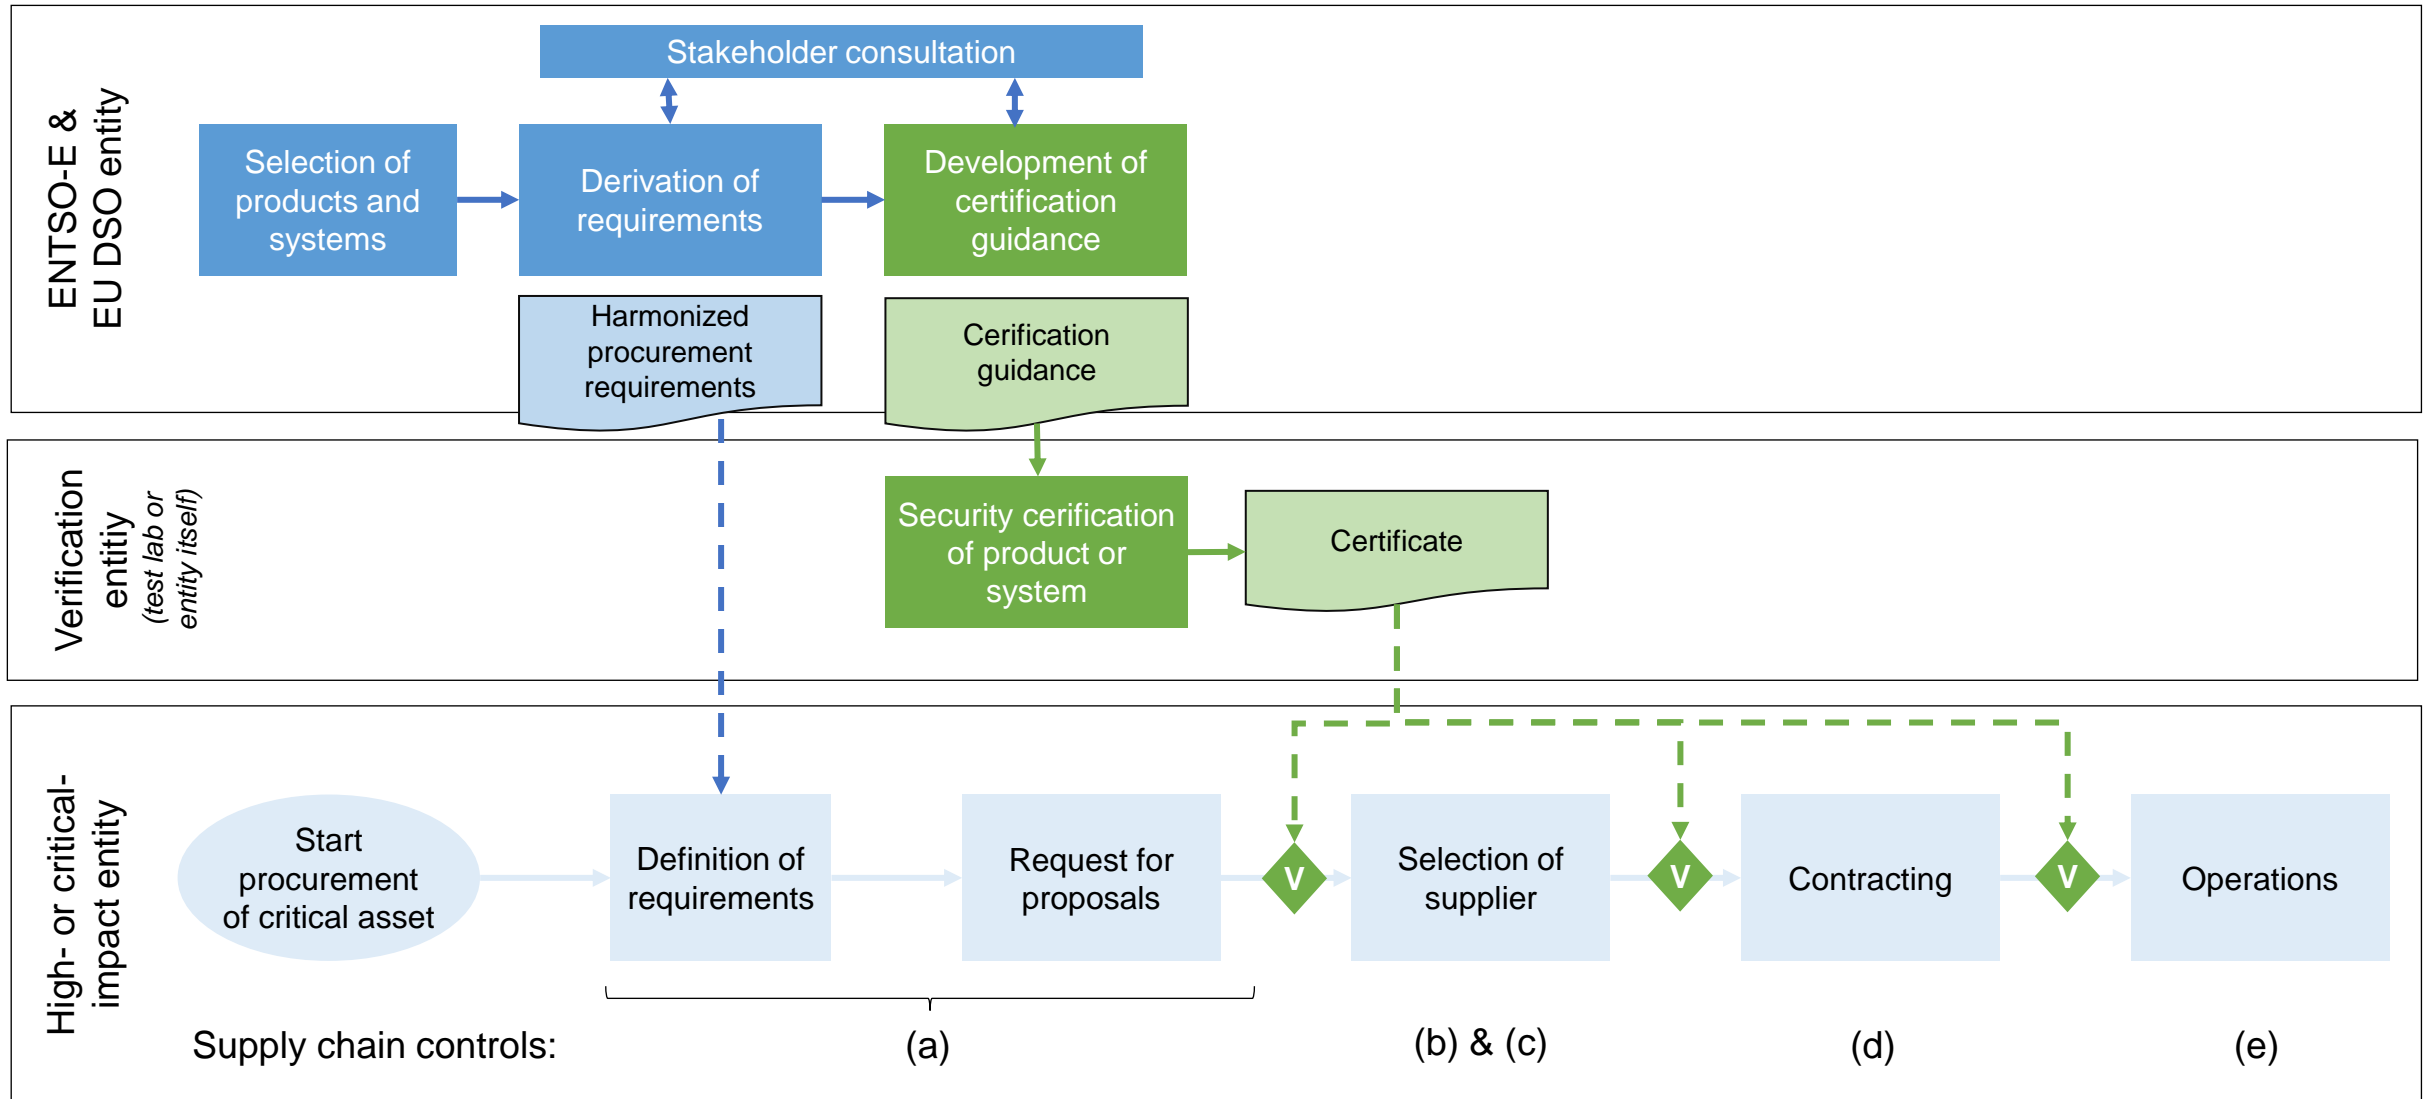 ENTSO-E &
EU DSO entity
Stakeholder consultation
Selection of
products and
systems
Derivation of
requirements
Development of
certification
guidance
Harmonized
procurement
requirements
Cerification
guidance
Verification
entitiy
(test lab or
entity itself)
Security cerification
of product or
system
Certificate
High- or critical-
impact entity
Start
procurement
of critical asset
Definition of
requirements
Request for
proposals
V
Selection of
supplier
V
Contracting
V
Operations
Supply chain controls:
(a)
(b) & (c)
(d)
(e)